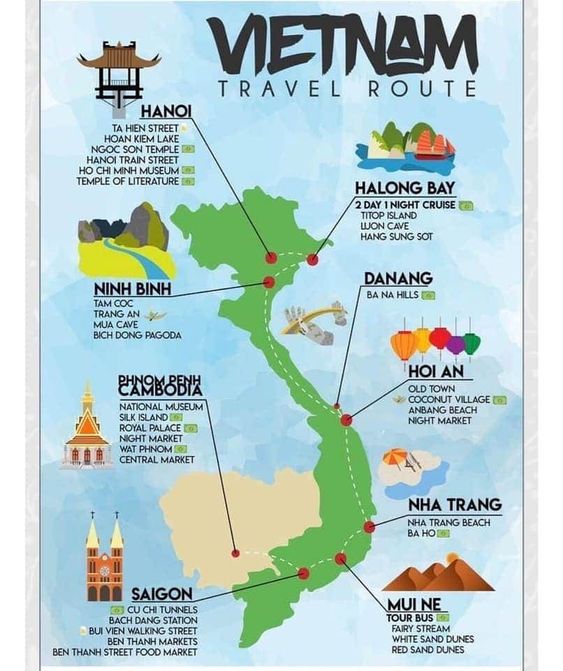 VIETNAM
TRAVEL ROUTE
HANOI
TA HIEN STREET
HOAN KIEM LAKE
NGOC SON TEMPLE
HANOI TRAIN STREET
HO CHI MINH MUSEUM
TEMPLE OF LITERATURE
HALONG BAY
2 DAY 1 NIGHT CRUISE
TITOP ISLAND
LUON CAVE
HANG SUNG SOT
NINH BINH
TAM COC
TRANG AN
MUA CAVE
BICH DONG PAGODA
DANANG
BA NA HILLS
HOI AN
OLD TOWN
COCONUT VILLAGE
ANBANG BEACH
NIGHT MARKET
PHNOM PENH
CAMBODIA
NATIONAL MUSEUM
SILK ISLAND
ROYAL PALACE
NIGHT MARKET
WAT PHNOM
CENTRAL MARKET
NHA TRANG
NHA TRANG BEACH
BA HO
SAIGON
CU CHI TUNNELS
BACH DANG STATION
BUI VIEN WALKING STREET
BEN THANH MARKETS
BEN THANH STREET FOOD MARKET
MUI NE
TOUR BUS
FAIRY STREAM
WHITE SAND DUNES
RED SAND DUNES